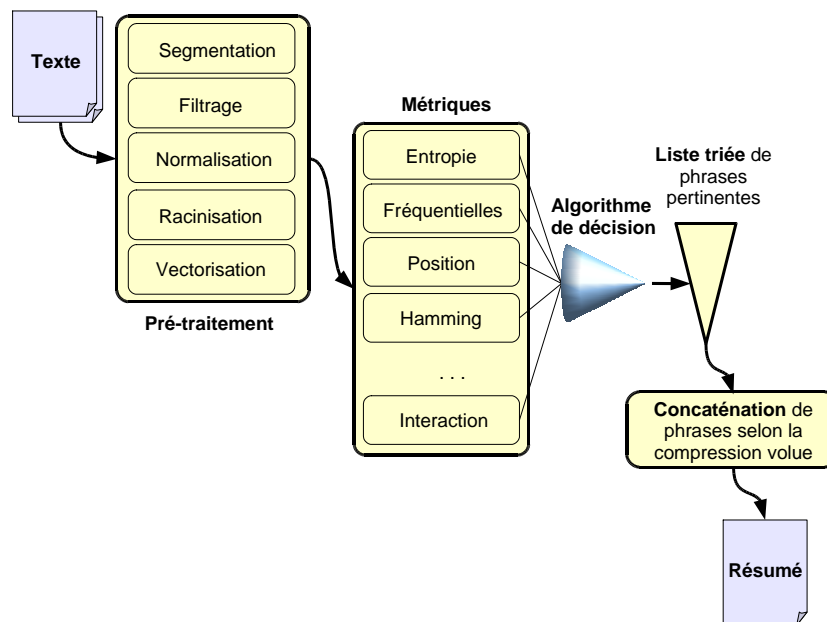 Texte
Segmentation
Filtrage
Normalisation
Racinisation
Vectorisation
Pré-traitement
Métriques
Entropie
Fréquentielles
Position
Hamming
. . .
Interaction
Algorithme
de décision
Liste triée de
phrases
pertinentes
Concaténation de
phrases selon la
compression volue
Résumé